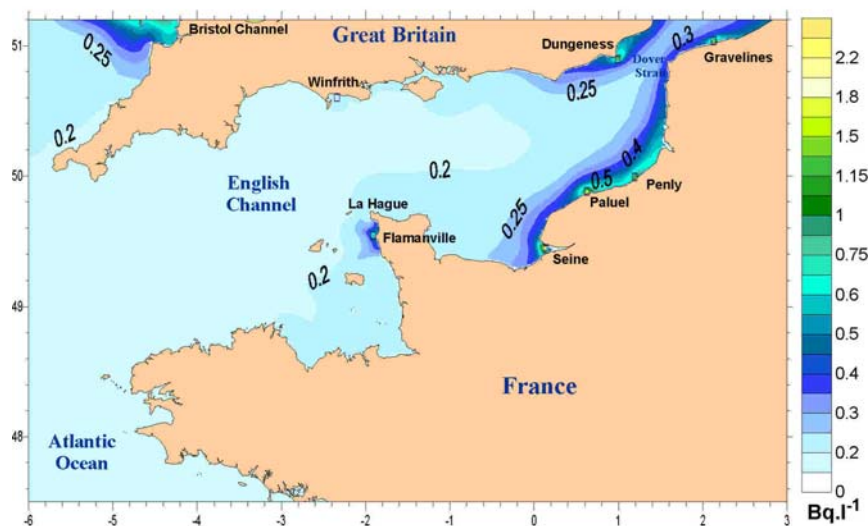 51
50
49
48
-6
-5
-4
-3
-2
-1
0
1
2
3
0.25
Bristol Channel
Great Britain
Dungeness
0.3
Dover
Strait
Gravelines
Winfrith
0.25
0.2
0.2
English
Channel
0.4
0.5
Penly
Paluel
La Hague
Flamanville
0.25
Seine
0.2
France
Atlantic
Ocean
2.2
1.8
1.4
1.15
1
0.75
0.6
0.5
0.4
0.3
0.2
0
Bq.l-1